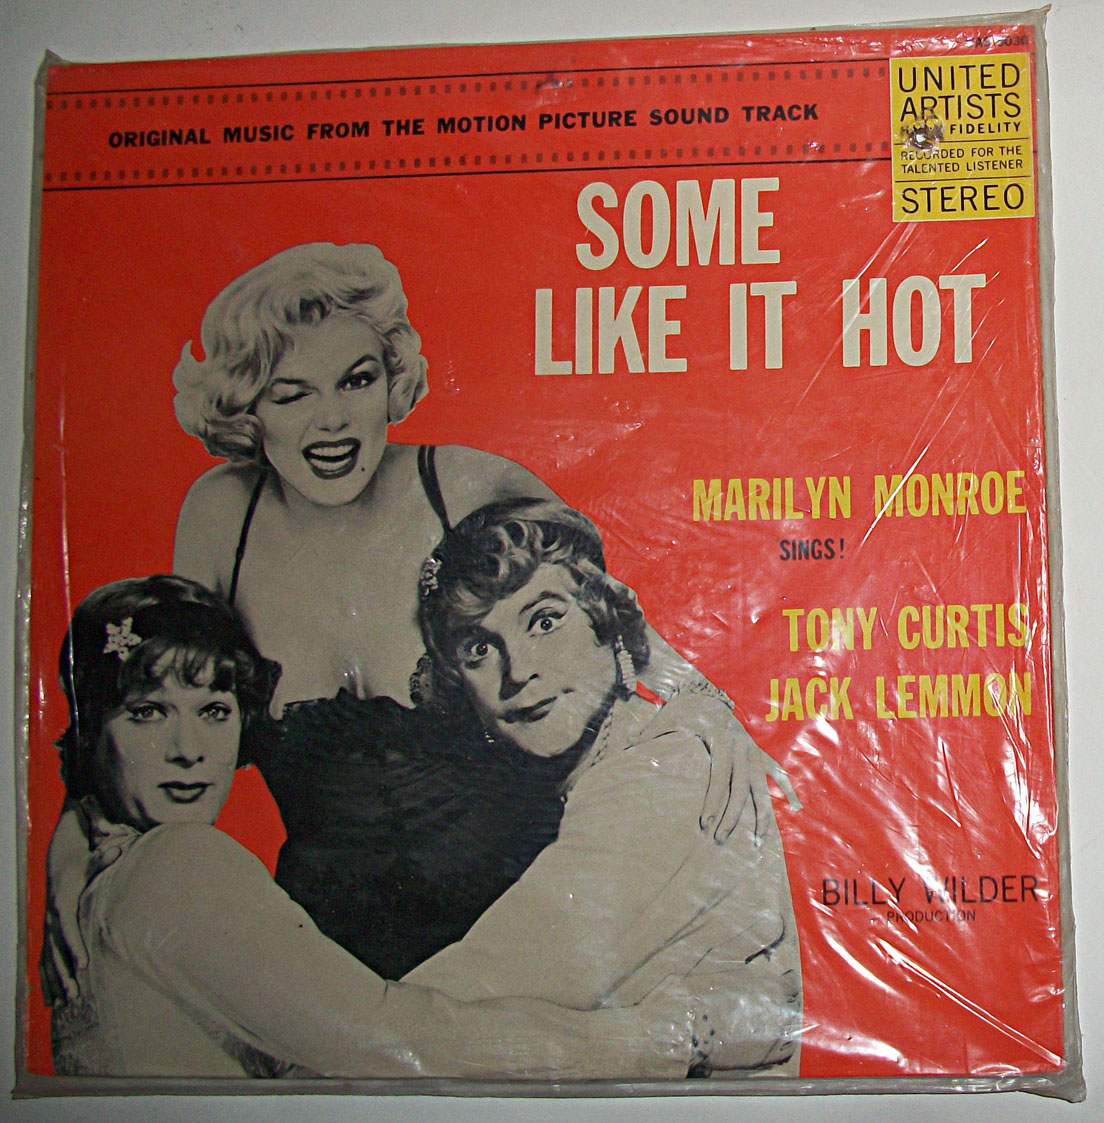 ORIGINAL MUSIC FROM THE MOTION PICTURE SOUND TRACK
UNITED
ARTISTS
FIDELITY
RECORDED FOR THE
TALENTED LISTENER
STEREO
SOME
LIKE IT HOT
MARILYN MONROE
SINGS!
TONY CURTIS
JACK LEMMON
BILLY WILDER
PRODUCTION